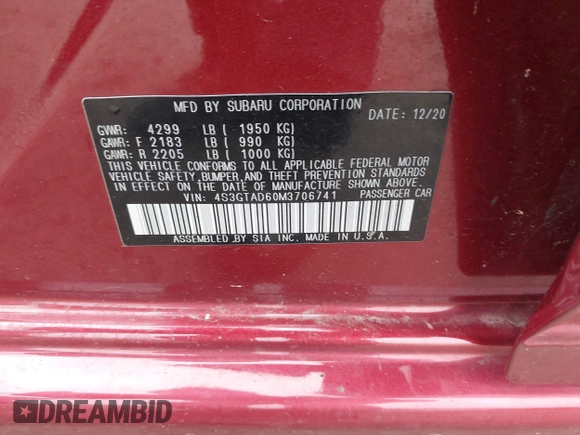 MFD BY SUBARU CORPORATION DATE: 12/20
GVWR: 4299 LB ( 1950 KG)
GAWR: F 2183 LB ( 990 KG)
GAWR: R 2205 LB ( 1000 KG)
THIS VEHICLE CONFORMS TO ALL APPLICABLE FEDERAL MOTOR
VEHICLE SAFETY,BUMPER,AND THEFT PREVENTION STANDARDS
IN EFFECT ON THE DATE OF MANUFACTURE SHOWN ABOVE.
VIN: 4S3GTAD60M3706741 PASSENGER CAR
ASSEMBLED BY SIA INC. MADE IN U.S.A.
DREAMBID